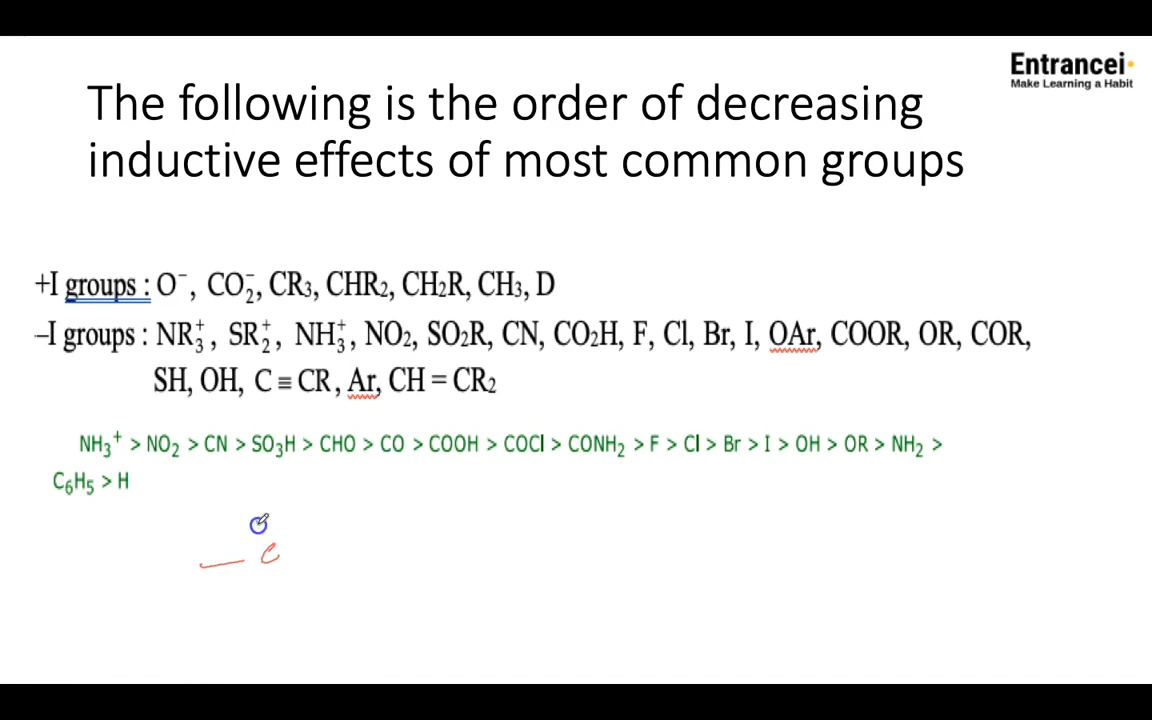 Entrancei
Make Learning a Habit
The following is the order of decreasing
inductive effects of most common groups
+I groups : O⁻, CO₂⁻, CR₃, CHR₂, CH₂R, CH₃, D
–I groups : NR₃⁺, SR₂⁺, NH₃⁺, NO₂, SO₂R, CN, CO₂H, F, Cl, Br, I, OAr, COOR, OR, COR,
SH, OH, C ≡ CR, Ar, CH = CR₂
NH₃⁺ > NO₂ > CN > SO₃H > CHO > CO > COOH > COCl > CONH₂ > F > Cl > Br > I > OH > OR > NH₂ >
C₆H₅ > H
— C